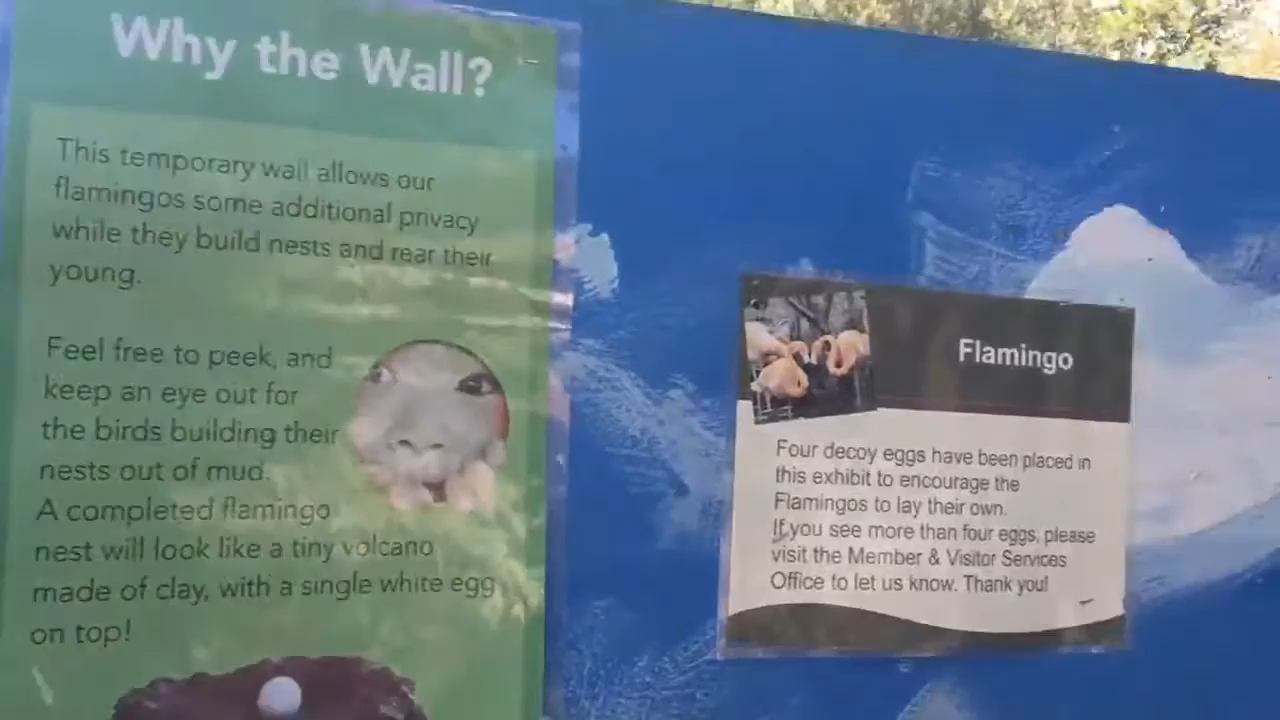 Why the Wall?
This temporary wall allows our
flamingos some additional privacy
while they build nests and rear their
young.
Feel free to peek, and
keep an eye out for
the birds building their
nests out of mud.
A completed flamingo
nest will look like a tiny volcano
made of clay, with a single white egg
on top!
Flamingo
Four decoy eggs have been placed in
this exhibit to encourage the
Flamingos to lay their own.
If you see more than four eggs, please
visit the Member & Visitor Services
Office to let us know. Thank you!